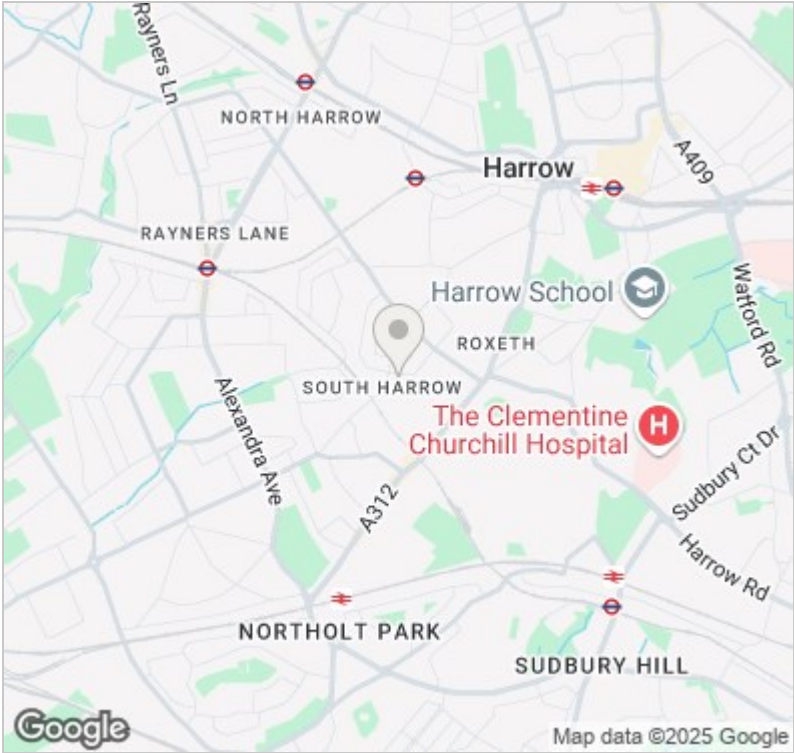 Rayners Ln
NORTH HARROW
Harrow
A409
RAYNERS LANE
Harrow School
Watford Rd
ROXETH
SOUTH HARROW
Alexandra Ave
The Clementine
Churchill Hospital
H
Sudbury Ct Dr
A312
Harrow Rd
NORTHOLT PARK
SUDBURY HILL
Google
Map data ©2025 Google